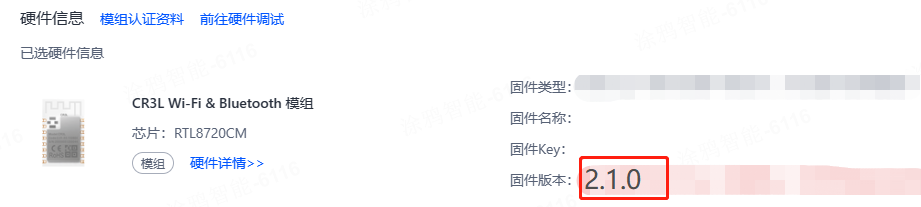 硬件信息 模组认证资料 前往硬件调试
已选硬件信息
CR3L Wi-Fi & Bluetooth 模组
芯片：RTL8720CM
模组 硬件详情>>
固件类型：
固件名称：
固件Key：
固件版本：2.1.0